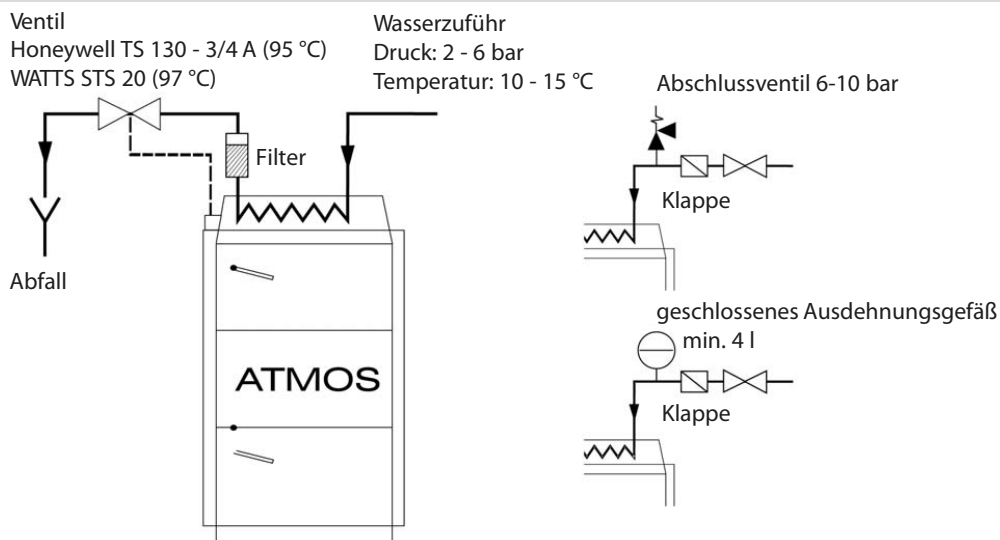 Ventil
Honeywell TS 130 - 3/4 A (95 °C)
WATTS STS 20 (97 °C)
Wasserzuführ
Druck: 2 - 6 bar
Temperatur: 10 - 15 °C
Abschlussventil 6-10 bar
Filter
Klappe
Abfall
geschlossenes Ausdehnungsgefäß
min. 4 l
ATMOS
Klappe